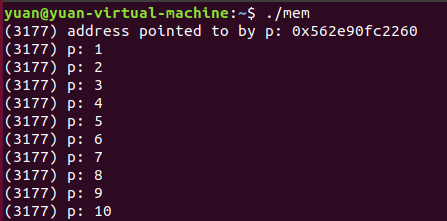 yuan@yuan-virtual-machine:~$ ./mem
(3177) address pointed to by p: 0x562e90fc2260
(3177) p: 1
(3177) p: 2
(3177) p: 3
(3177) p: 4
(3177) p: 5
(3177) p: 6
(3177) p: 7
(3177) p: 8
(3177) p: 9
(3177) p: 10